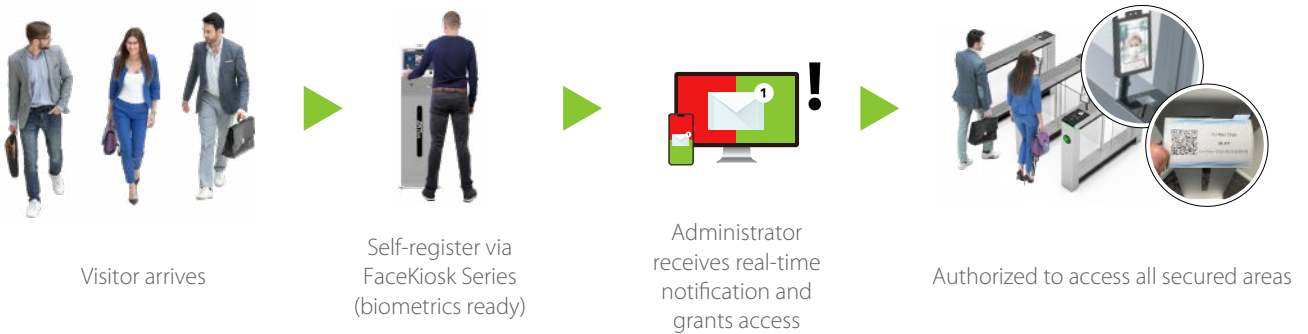 1
!
Visitor arrives
Self-register via
FaceKiosk Series
(biometrics ready)
Administrator
receives real-time
notification and
grants access
Authorized to access all secured areas